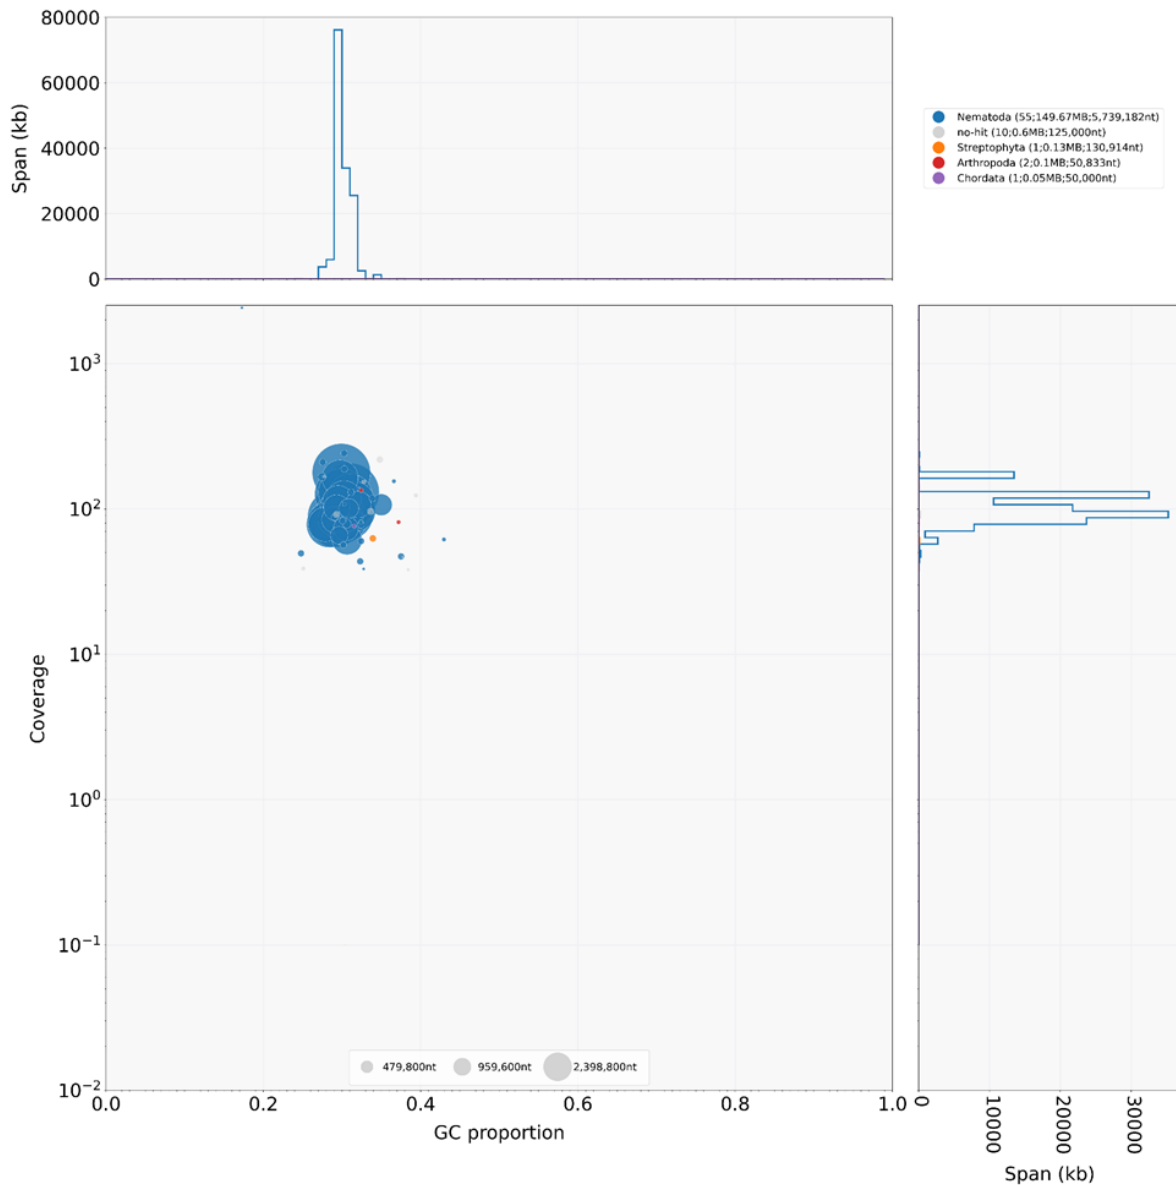 80000
60000
40000
20000
0
Span (kb)
Nematoda (55;149.67MB;5,739,182nt)
no-hit (10;0.6MB;125,000nt)
Streptophyta (1;0.13MB;130,914nt)
Arthropoda (2;0.1MB;50,833nt)
Chordata (1;0.05MB;50,000nt)
10³
10²
10¹
10⁰
10⁻¹
10⁻²
Coverage
479,800nt 959,600nt 2,398,800nt
0.0 0.2 0.4 0.6 0.8 1.0
GC proportion
0 10000 20000 30000
Span (kb)